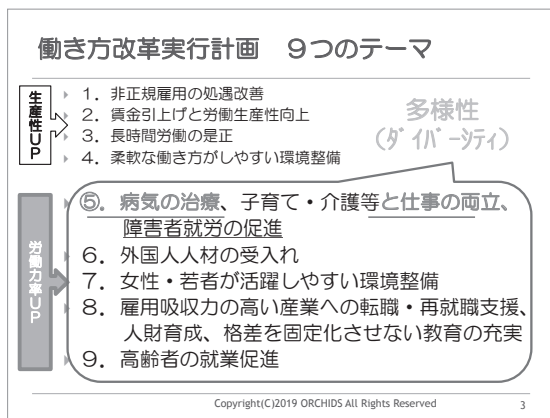 働き方改革実行計画　９つのテーマ
生産性UP
１．非正規雇用の処遇改善
２．賃金引上げと労働生産性向上
３．長時間労働の是正
４．柔軟な働き方がしやすい環境整備
多様性
（ﾀﾞｲﾊﾞｰｼﾃｨ）
労働力率UP
⑤．病気の治療、子育て・介護等と仕事の両立、
障害者就労の促進
６．外国人人材の受入れ
７．女性・若者が活躍しやすい環境整備
８．雇用吸収力の高い産業への転職・再就職支援、
人財育成、格差を固定化させない教育の充実
９．高齢者の就業促進
Copyright(C)2019 ORCHIDS All Rights Reserved
3